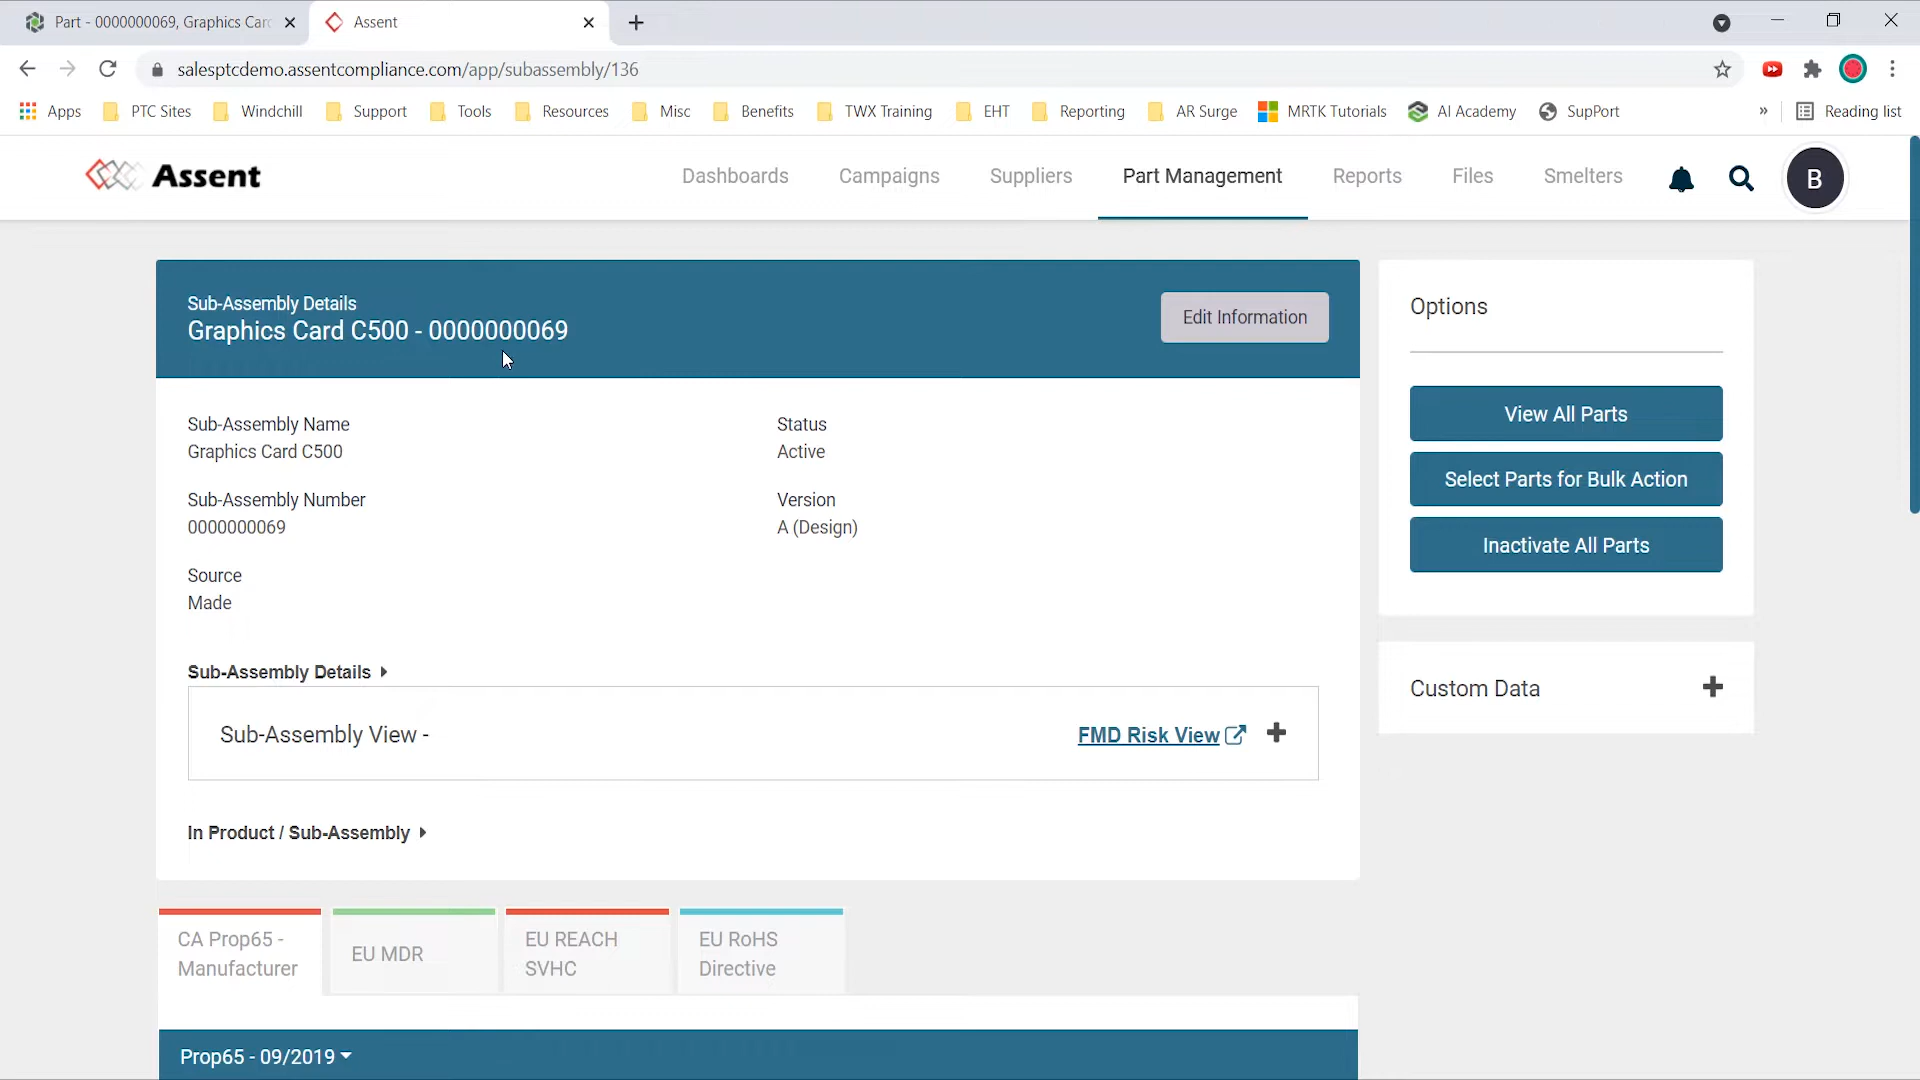 Part - 0000000069, Graphics Car
Assent
salesptcdemo.assentcompliance.com/app/subassembly/136
Apps
PTC Sites
Windchill
Support
Tools
Resources
Misc
Benefits
TWX Training
EHT
Reporting
AR Surge
MRTK Tutorials
AI Academy
SupPort
»
Reading list
Assent
Dashboards
Campaigns
Suppliers
Part Management
Reports
Files
Smelters
B
Sub-Assembly Details
Graphics Card C500 - 0000000069
Edit Information
Sub-Assembly Name
Graphics Card C500
Status
Active
Sub-Assembly Number
0000000069
Version
A (Design)
Source
Made
Sub-Assembly Details
Sub-Assembly View -
FMD Risk View
In Product / Sub-Assembly
Options
View All Parts
Select Parts for Bulk Action
Inactivate All Parts
Custom Data
CA Prop65 -
Manufacturer
EU MDR
EU REACH
SVHC
EU RoHS
Directive
Prop65 - 09/2019